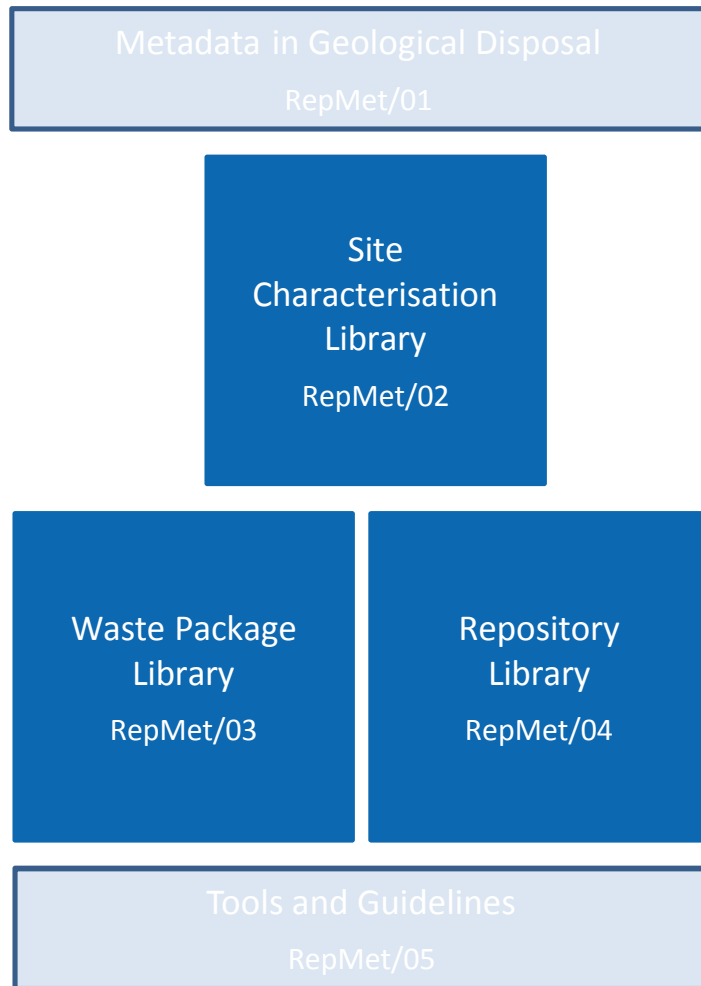 Metadata in Geological Disposal
RepMet/01
Site
Characterisation
Library
RepMet/02
Waste Package
Library
RepMet/03
Repository
Library
RepMet/04
Tools and Guidelines
RepMet/05